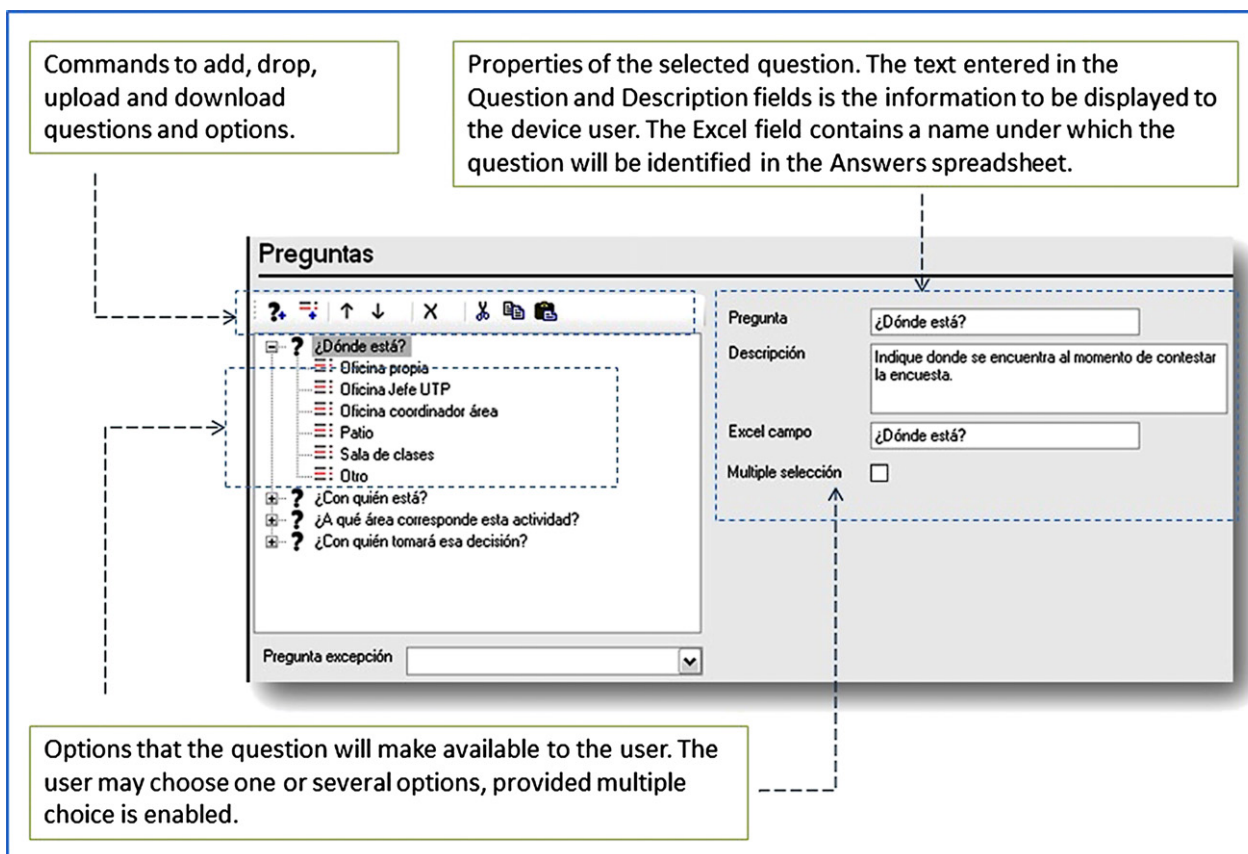 Commands to add, drop,
upload and download
questions and options.
Properties of the selected question. The text entered in the
Question and Description fields is the information to be displayed to
the device user. The Excel field contains a name under which the
question will be identified in the Answers spreadsheet.
Preguntas
¿Dónde está?
Oficina propia
Oficina Jefe UTP
Oficina coordinador área
Patio
Sala de clases
Otro
¿Con quién está?
¿A qué área corresponde esta actividad?
¿Con quién tomará esa decisión?
Pregunta excepción
Pregunta
¿Dónde está?
Descripción
Indique donde se encuentra al momento de contestar
la encuesta.
Excel campo
¿Dónde está?
Multiple selección
Options that the question will make available to the user. The
user may choose one or several options, provided multiple
choice is enabled.